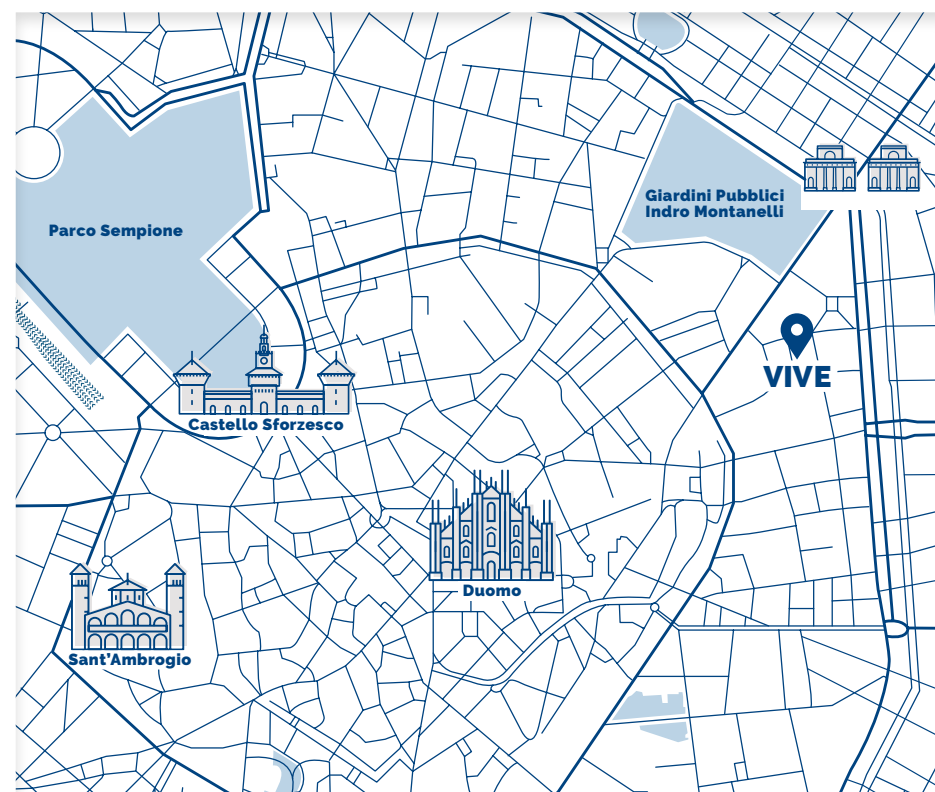 Giardini Pubblici
Indro Montanelli
Parco Sempione
VIVE
Castello Sforzesco
Duomo
Sant'Ambrogio